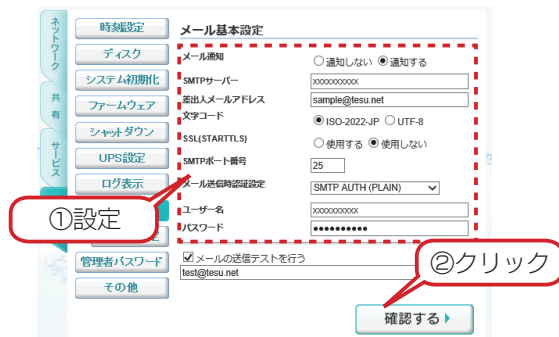 ネットワーク
共有
サービス
時刻設定
ディスク
システム初期化
ファームウェア
シャットダウン
UPS設定
ログ表示
管理者パスワード
その他
メール基本設定
メール通知
通知しない 通知する
SMTPサーバー
xxxxxxxxxx
差出人メールアドレス
sample@tesu.net
文字コード
ISO-2022-JP UTF-8
SSL(STARTTLS)
使用する 使用しない
SMTPポート番号
25
メール送信時認証設定
SMTP AUTH (PLAIN)
ユーザー名
xxxxxxxxxx
パスワード
••••••••••
メールの送信テストを行う
test@tesu.net
確認する
①設定
②クリック